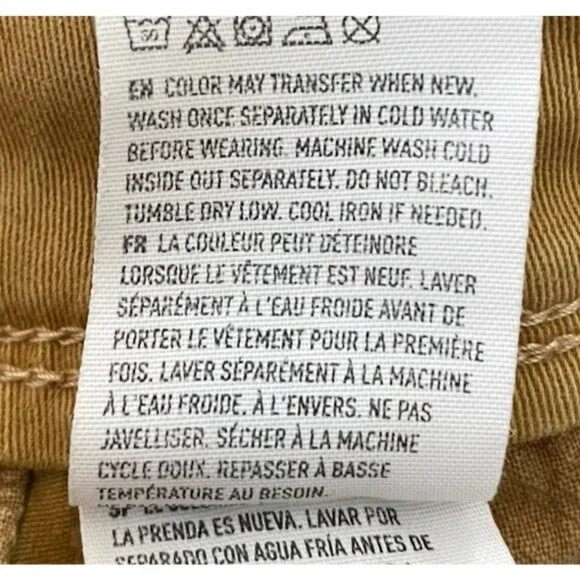 EN COLOR MAY TRANSFER WHEN NEW.
WASH ONCE SEPARATELY IN COLD WATER
BEFORE WEARING. MACHINE WASH COLD
INSIDE OUT SEPARATELY. DO NOT BLEACH.
TUMBLE DRY LOW. COOL IRON IF NEEDED.
FR LA COULEUR PEUT DÉTEINDRE
LORSQUE LE VÊTEMENT EST NEUF. LAVER
SÉPARÉMENT À L'EAU FROIDE AVANT DE
PORTER LE VÊTEMENT POUR LA PREMIÈRE
FOIS. LAVER SÉPARÉMENT À LA MACHINE
À L'EAU FROIDE. À L'ENVERS. NE PAS
JAVELLISER. SÉCHER À LA MACHINE
CYCLE DOUX. REPASSER À BASSE
TEMPÉRATURE AU BESOIN.
LA PRENDA ES NUEVA. LAVAR POR
SEPARADO CON AGUA FRÍA ANTES DE